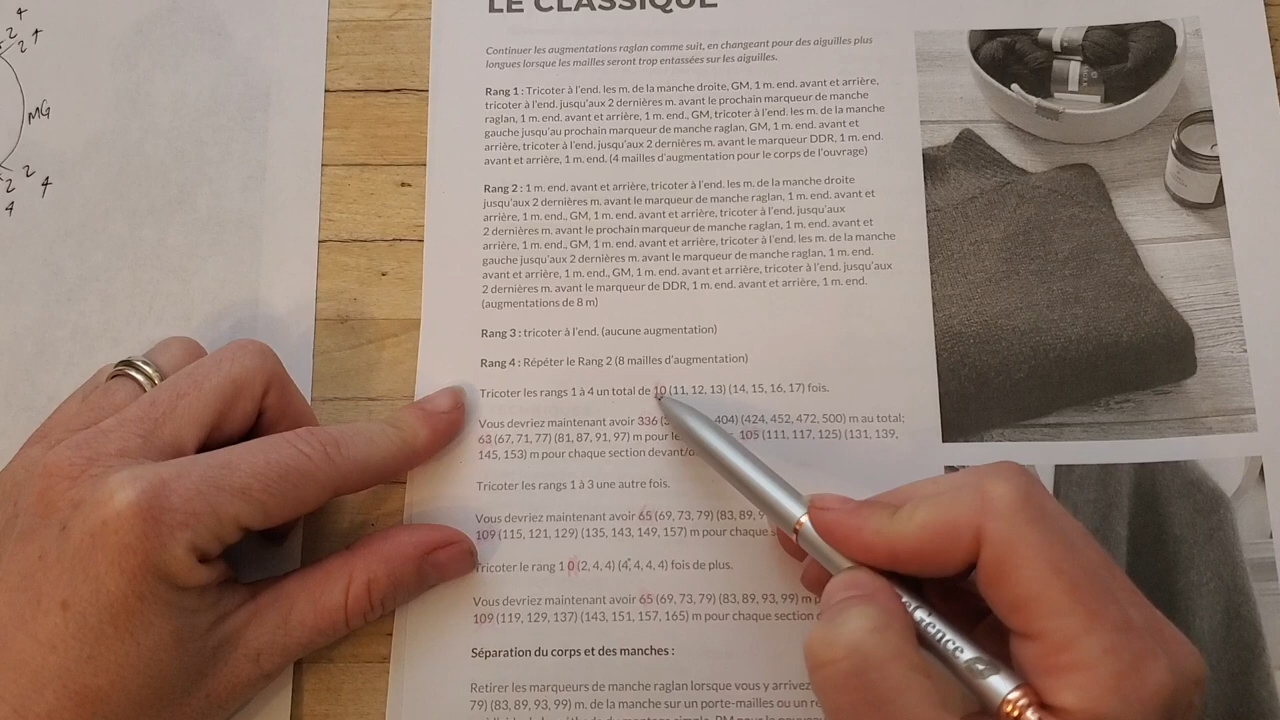 LE CLASSIQUE
Continuer les augmentations raglan comme suit, en changeant pour des aiguilles plus
longues lorsque les mailles seront trop entassées sur les aiguilles.
Rang 1 : Tricoter à l'end. les m. de la manche droite, GM, 1 m. end. avant et arrière,
tricoter à l'end. jusqu'aux 2 dernières m. avant le prochain marqueur de manche
raglan, 1 m. end. avant et arrière, 1 m. end., GM, tricoter à l'end. les m. de la manche
gauche jusqu'au prochain marqueur de manche raglan, GM, 1 m. end. avant et
arrière, tricoter à l'end. jusqu'aux 2 dernières m. avant le marqueur DDR, 1 m. end.
avant et arrière, 1 m. end. (4 mailles d'augmentation pour le corps de l'ouvrage)
Rang 2 : 1 m. end. avant et arrière, tricoter à l'end. les m. de la manche droite
jusqu'aux 2 dernières m. avant le marqueur de manche raglan, 1 m. end. avant et
arrière, 1 m. end., GM, 1 m. end. avant et arrière, tricoter à l'end. jusqu'aux
2 dernières m. avant le prochain marqueur de manche raglan, 1 m. end. avant et
arrière, 1 m. end., GM, 1 m. end. avant et arrière, tricoter à l'end. les m. de la manche
gauche jusqu'aux 2 dernières m. avant le marqueur de manche raglan, 1 m. end.
avant et arrière, 1 m. end., GM, 1 m. end. avant et arrière, tricoter à l'end. jusqu'aux
2 dernières m. avant le marqueur de DDR, 1 m. end. avant et arrière, 1 m. end.
(augmentations de 8 m)
Rang 3 : tricoter à l'end. (aucune augmentation)
Rang 4 : Répéter le Rang 2 (8 mailles d'augmentation)
Tricoter les rangs 1 à 4 un total de 10 (11, 12, 13) (14, 15, 16, 17) fois.
Vous devriez maintenant avoir 336 404) (424, 452, 472, 500) m au total;
63 (67, 71, 77) (81, 87, 91, 97) m pour 105 (111, 117, 125) (131, 139,
145, 153) m pour chaque section
Tricoter les rangs 1 à 3 une autre fois.
Vous devriez maintenant avoir 65 (69, 73, 79) (83, 89,
109 (115, 121, 129) (135, 143, 149, 157) m pour chaque
Tricoter le rang 1 0 (2, 4, 4) (4, 4, 4, 4) fois de plus.
Vous devriez maintenant avoir 65 (69, 73, 79) (83, 89, 93, 99) m
109 (119, 129, 137) (143, 151, 157, 165) m pour chaque section
Séparation du corps et des manches :
Retirer les marqueurs de manche raglan lorsque vous y arrivez
79) (83, 89, 93, 99) m. de la manche sur un porte-mailles ou un
4
2 4
2
MG
2
2 4
4